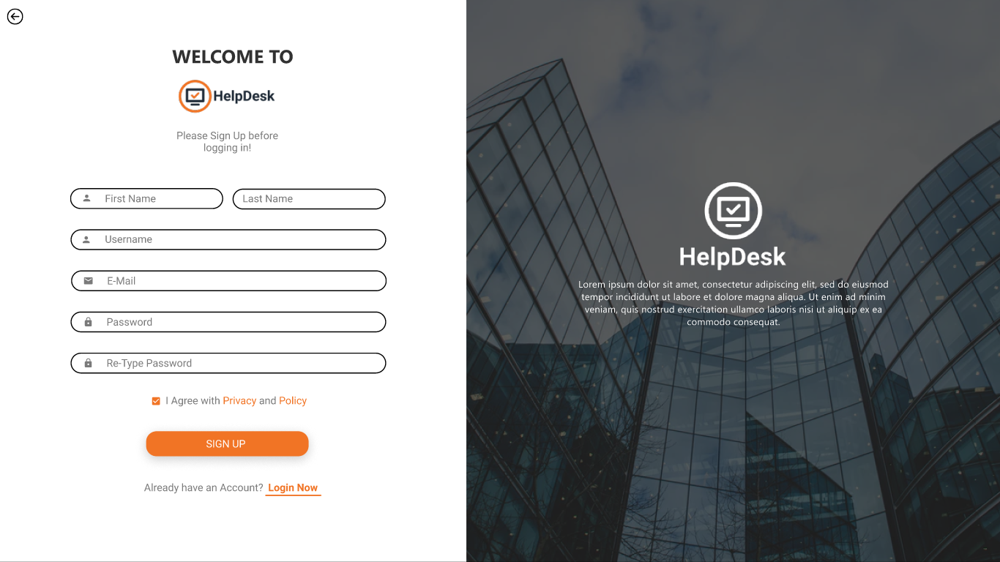 WELCOME TO
HelpDesk
Please Sign Up before
logging in!
First Name
Last Name
Username
E-Mail
Password
Re-Type Password
I Agree with Privacy and Policy
SIGN UP
Already have an Account? Login Now
HelpDesk
Lorem ipsum dolor sit amet, consectetur adipiscing elit, sed do eiusmod
tempor incididunt ut labore et dolore magna aliqua. Ut enim ad minim
veniam, quis nostrud exercitation ullamco laboris nisi ut aliquip ex ea
commodo consequat.